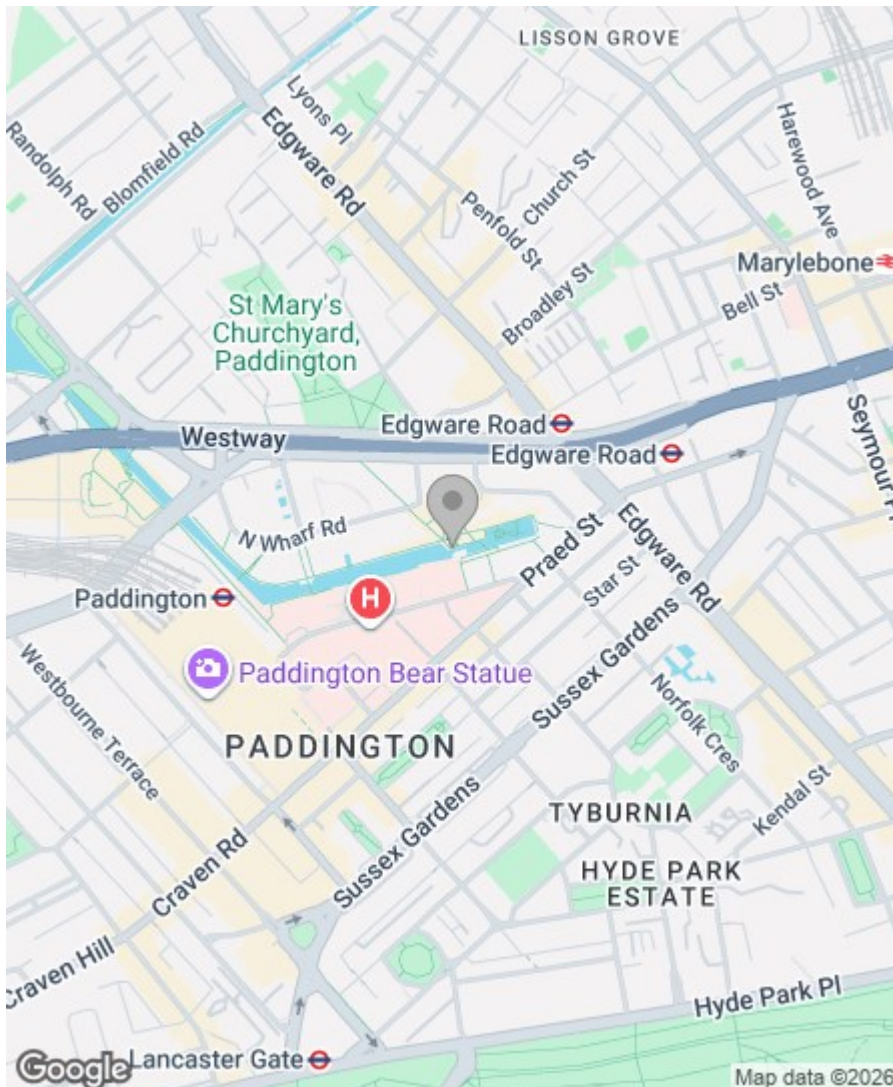 LISSON GROVE
Lyons Pl
Edgware Rd
Harewood Ave
Randolph Rd
Blomfield Rd
Church St
Penfold St
Marylebone
Broadley St
Bell St
St Mary's
Churchyard,
Paddington
Edgware Road
Westway
Edgware Road
Seymour
N Wharf Rd
Praed St
Edgware Rd
Star St
Paddington
H
Sussex Gardens
Paddington Bear Statue
Westbourne Terrace
Norfolk Cres
PADDINGTON
Kendal St
TYBURNIA
Sussex Gardens
HYDE PARK
ESTATE
Craven Rd
Craven Hill
Hyde Park Pl
Lancaster Gate
Google
Map data ©2026